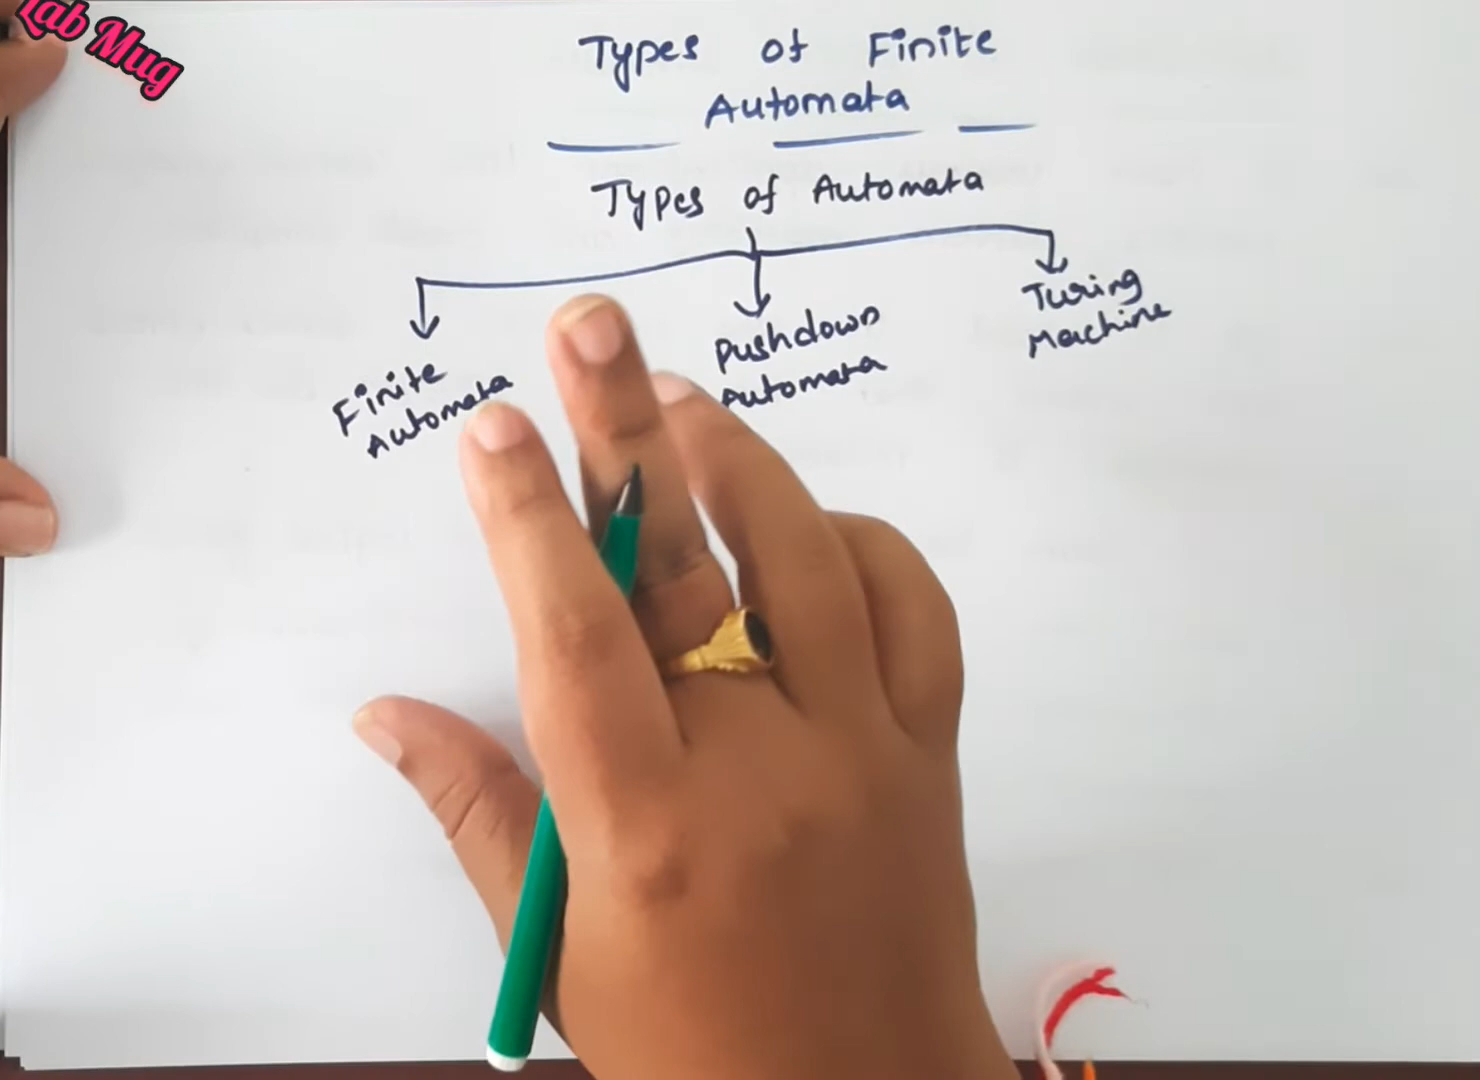 Lab Mug
Types of Finite
Automata
Types of Automata
Finite
Automata
Pushdown
Automata
Turing
Machine